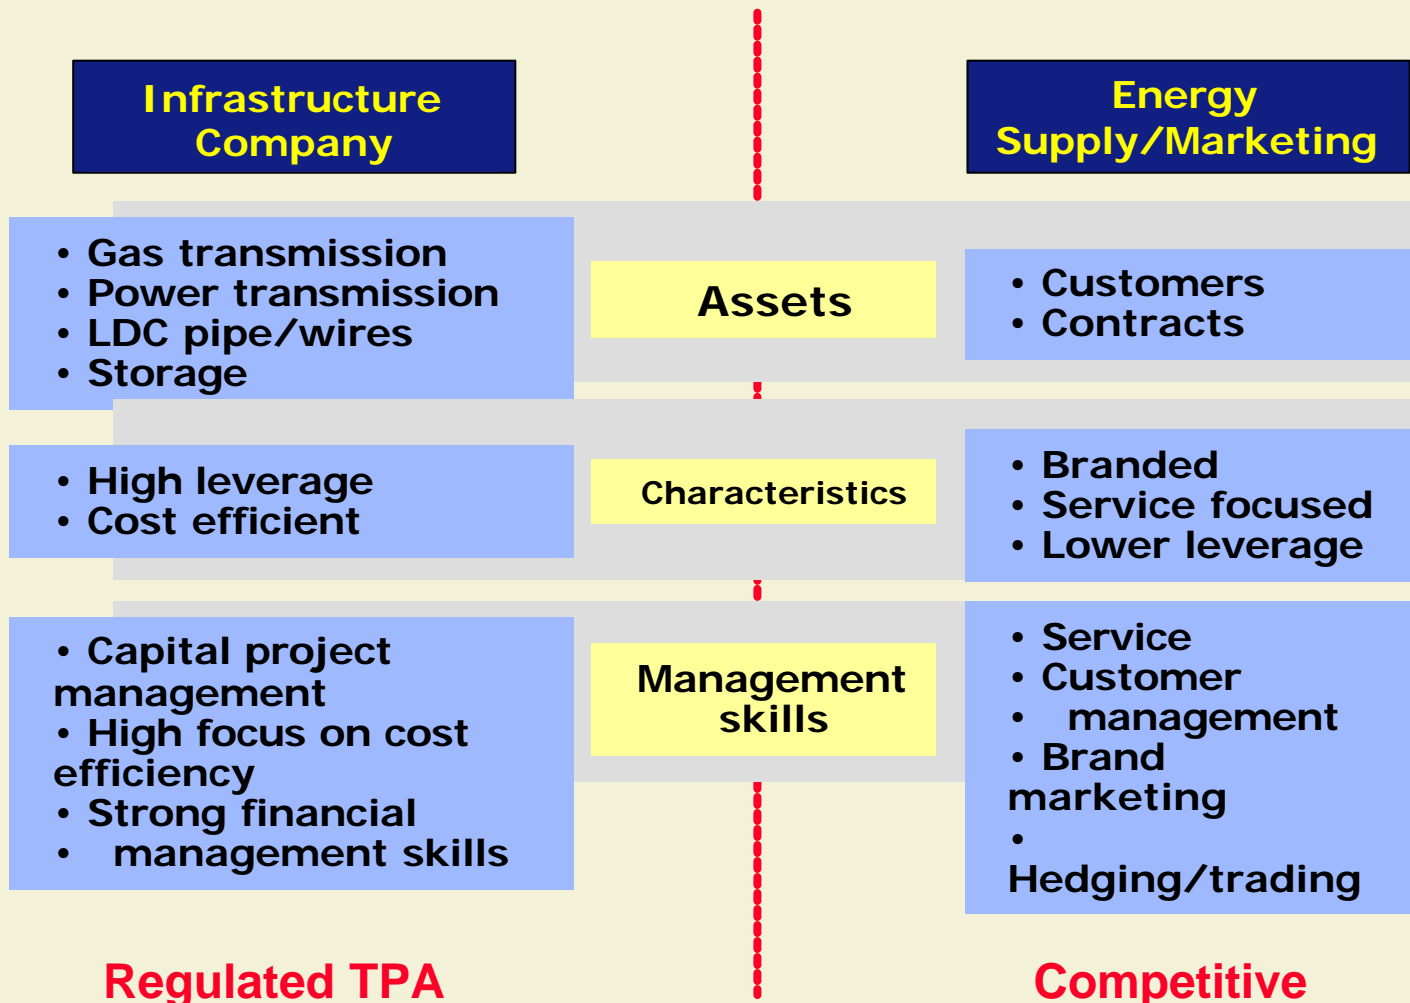 Infrastructure
Company
Energy
Supply/Marketing
• Gas transmission
• Power transmission
• LDC pipe/wires
• Storage
Assets
• Customers
• Contracts
• High leverage
• Cost efficient
Characteristics
• Branded
• Service focused
• Lower leverage
• Capital project
management
• High focus on cost
efficiency
• Strong financial
• management skills
Management
skills
• Service
• Customer
• management
• Brand
marketing
•
Hedging/trading
Regulated TPA
Competitive